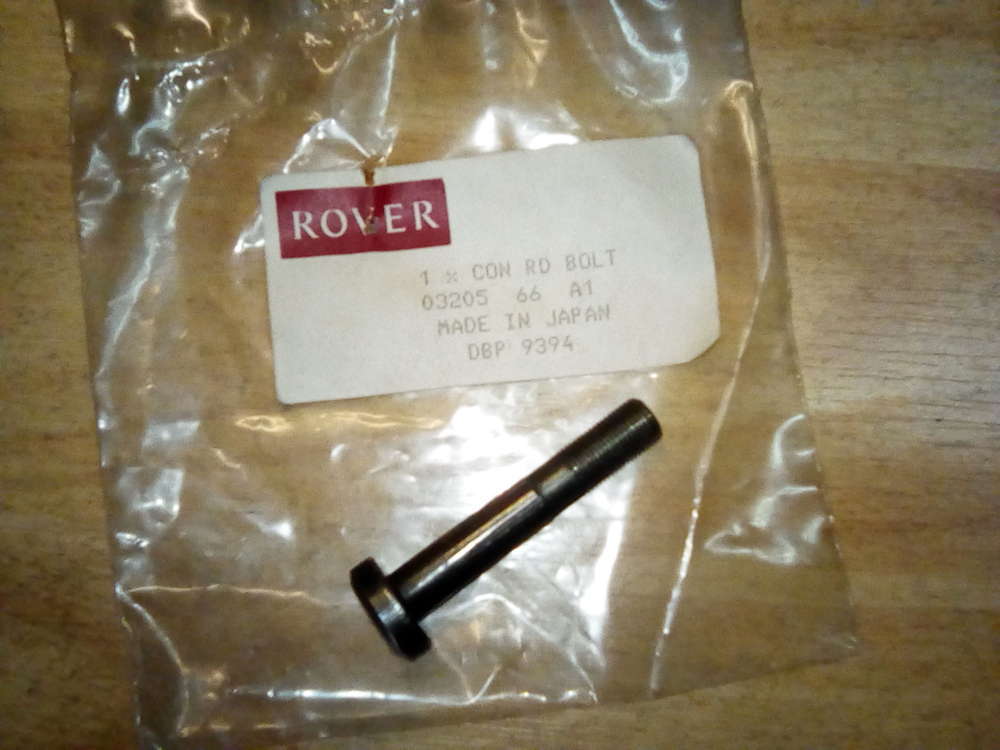 ROVER
1 x CON RD BOLT
03205 66 A1
MADE IN JAPAN
DBP 9394